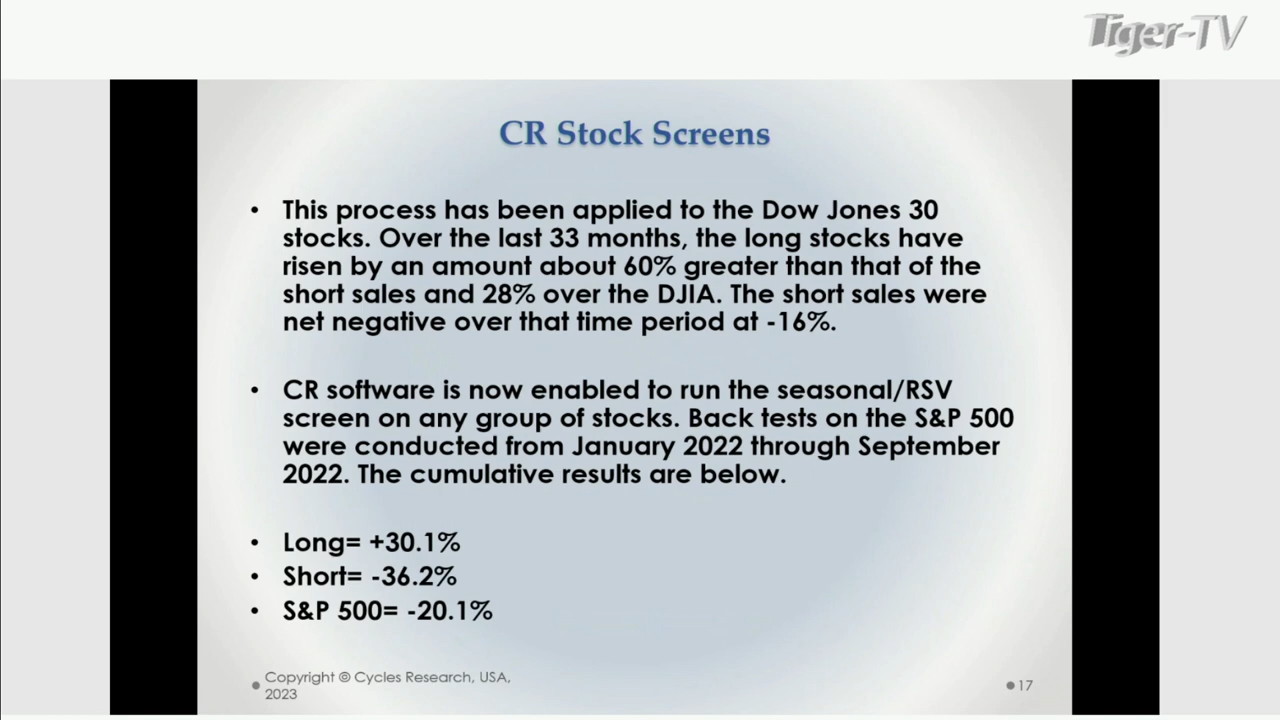 Tiger-TV
CR Stock Screens
• This process has been applied to the Dow Jones 30
stocks. Over the last 33 months, the long stocks have
risen by an amount about 60% greater than that of the
short sales and 28% over the DJIA. The short sales were
net negative over that time period at -16%.
• CR software is now enabled to run the seasonal/RSV
screen on any group of stocks. Back tests on the S&P 500
were conducted from January 2022 through September
2022. The cumulative results are below.
• Long= +30.1%
• Short= -36.2%
• S&P 500= -20.1%
• Copyright © Cycles Research, USA,
2023
• 17